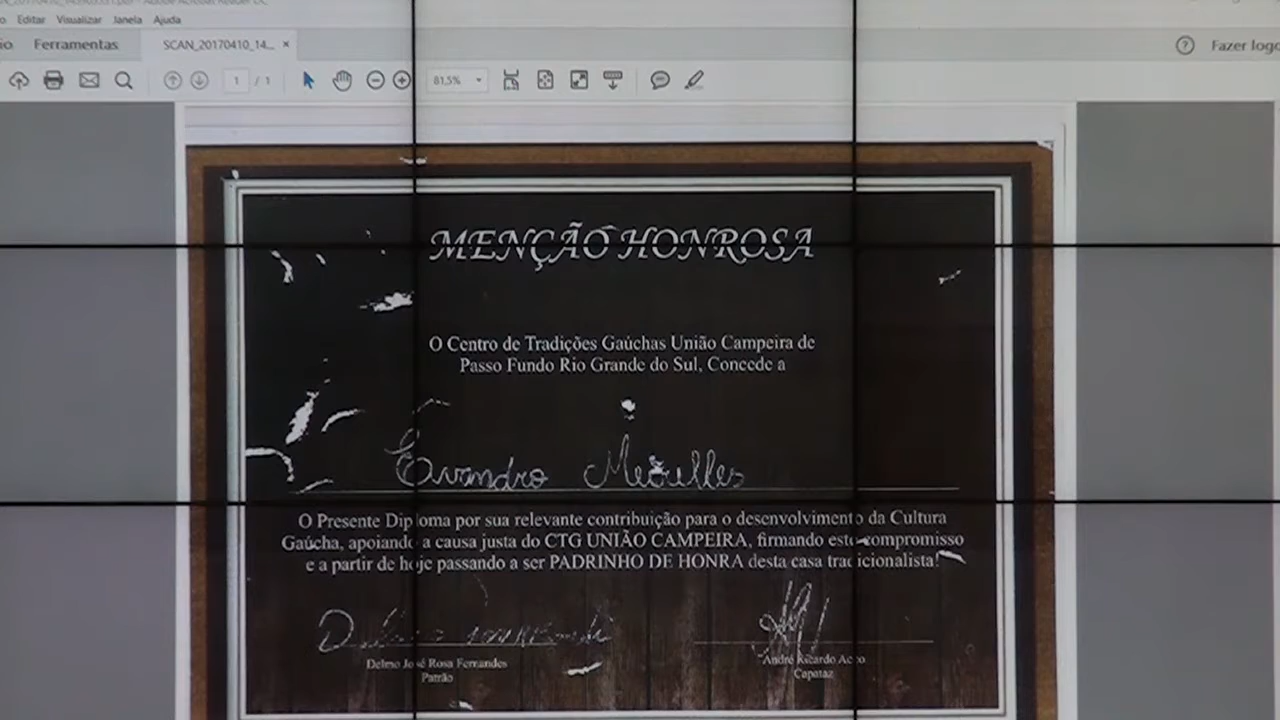 Editar Visualizar Janela Ajuda
Ferramentas SCAN_20170410_14... × Fazer logo
1 / 1 81,5%
MENÇÃO HONROSA
O Centro de Tradições Gaúchas União Campeira de
Passo Fundo Rio Grande do Sul, Concede a
Evandro Meirelles
O Presente Diploma por sua relevante contribuição para o desenvolvimento da Cultura
Gaúcha, apoiando a causa justa do CTG UNIÃO CAMPEIRA, firmando este compromisso
e a partir de hoje passando a ser PADRINHO DE HONRA desta casa tradicionalista!
Delmo José Rosa Fernandes
Patrão
André Ricardo
Capataz